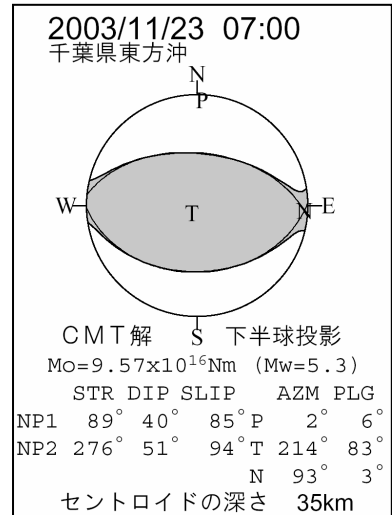 2003/11/23 07:00
千葉県東方沖
N
P
W
T
N
E
CMT解 S 下半球投影
Mo=9.57x10¹⁶Nm (Mw=5.3)
STR DIP SLIP AZM PLG
NP1 89° 40° 85° P 2° 6°
NP2 276° 51° 94° T 214° 83°
N 93° 3°
セントロイドの深さ 35km